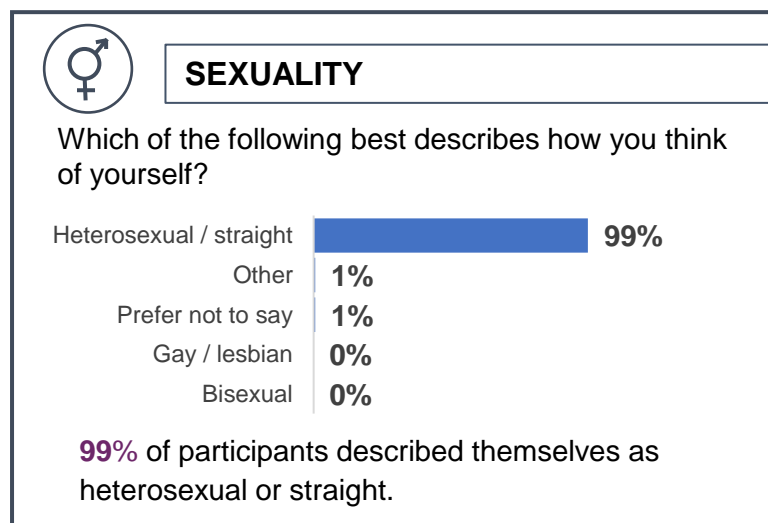 SEXUALITY
Which of the following best describes how you think
of yourself?
Heterosexual / straight 99%
Other 1%
Prefer not to say 1%
Gay / lesbian 0%
Bisexual 0%
99% of participants described themselves as
heterosexual or straight.